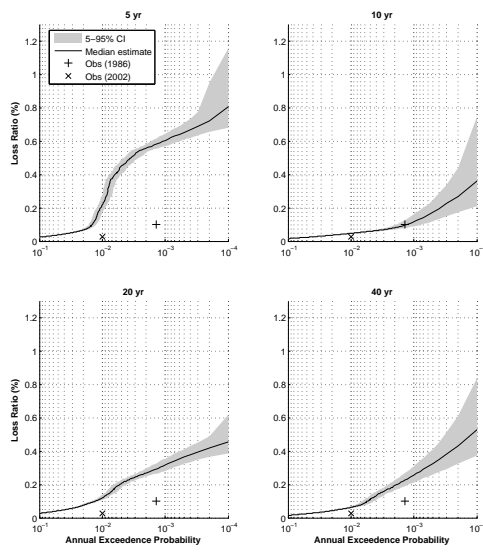 5 yr
10 yr
5−95% CI
Median estimate
Obs (1986)
Obs (2002)
Loss Ratio (%)
1.2
1
0.8
0.6
0.4
0.2
0
10⁻¹ 10⁻² 10⁻³ 10⁻⁴
1.2
1
0.8
0.6
0.4
0.2
0
10⁻¹ 10⁻² 10⁻³ 10⁻
20 yr
40 yr
Loss Ratio (%)
1.2
1
0.8
0.6
0.4
0.2
0
10⁻¹ 10⁻² 10⁻³ 10⁻⁴
Annual Exceedence Probability
1.2
1
0.8
0.6
0.4
0.2
0
10⁻¹ 10⁻² 10⁻³ 10⁻
Annual Exceedence Probability